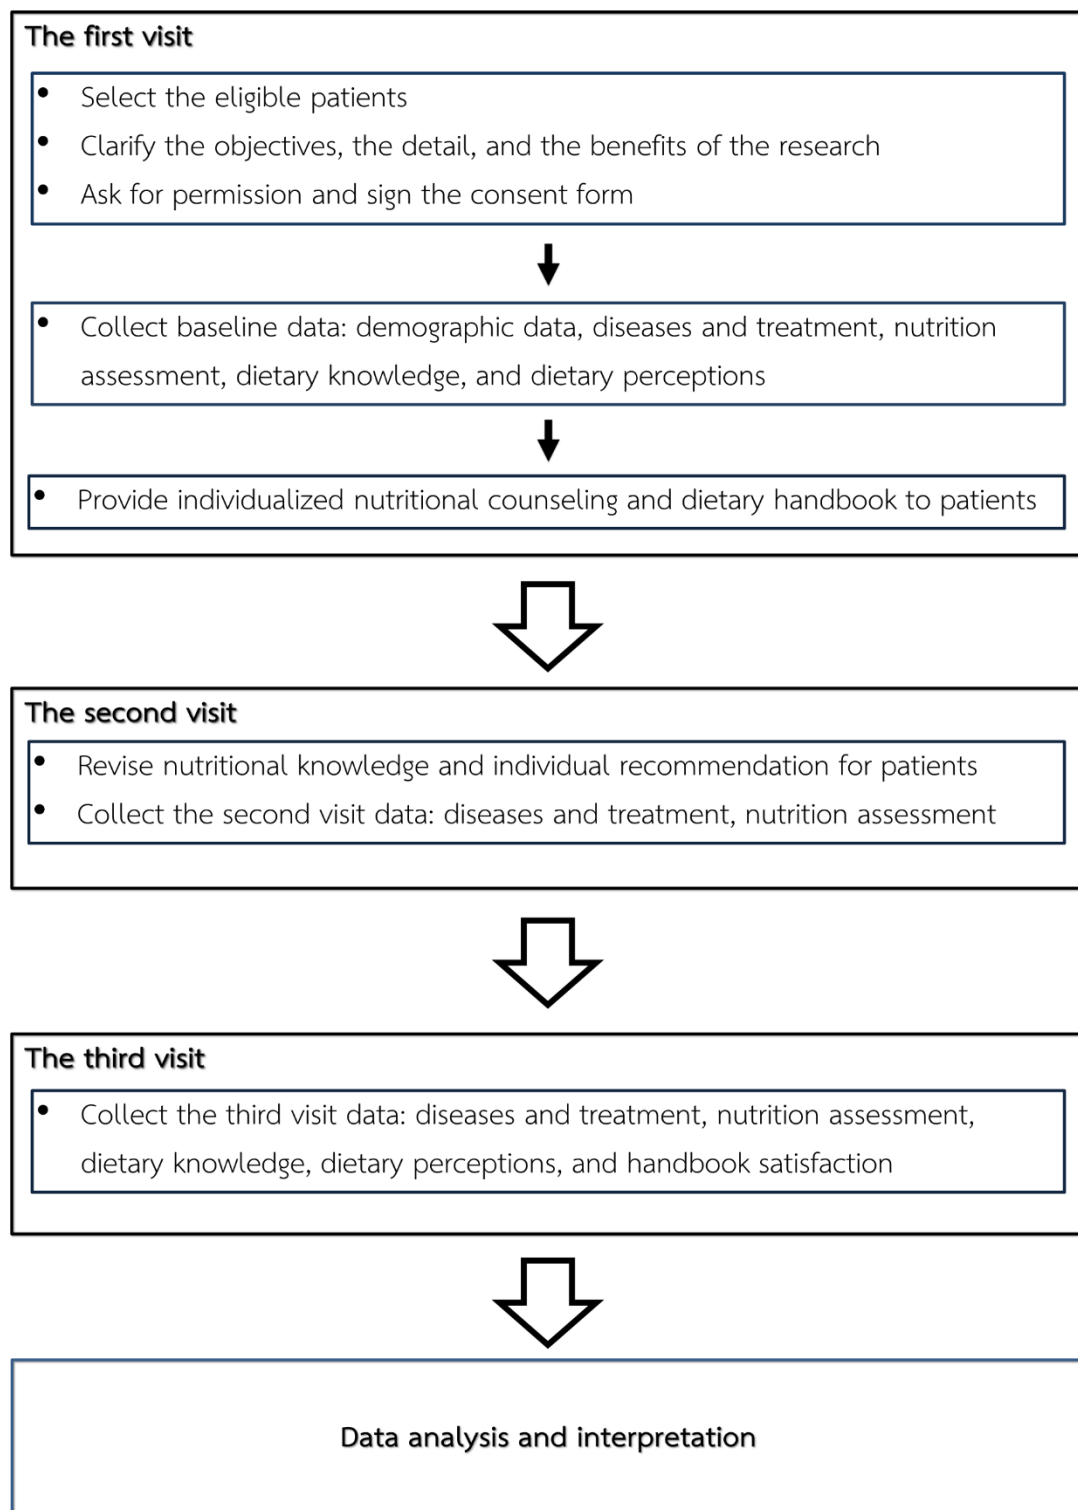 The first visit
• Select the eligible patients
• Clarify the objectives, the detail, and the benefits of the research
• Ask for permission and sign the consent form
• Collect baseline data: demographic data, diseases and treatment, nutrition
assessment, dietary knowledge, and dietary perceptions
• Provide individualized nutritional counseling and dietary handbook to patients
The second visit
• Revise nutritional knowledge and individual recommendation for patients
• Collect the second visit data: diseases and treatment, nutrition assessment
The third visit
• Collect the third visit data: diseases and treatment, nutrition assessment,
dietary knowledge, dietary perceptions, and handbook satisfaction
Data analysis and interpretation